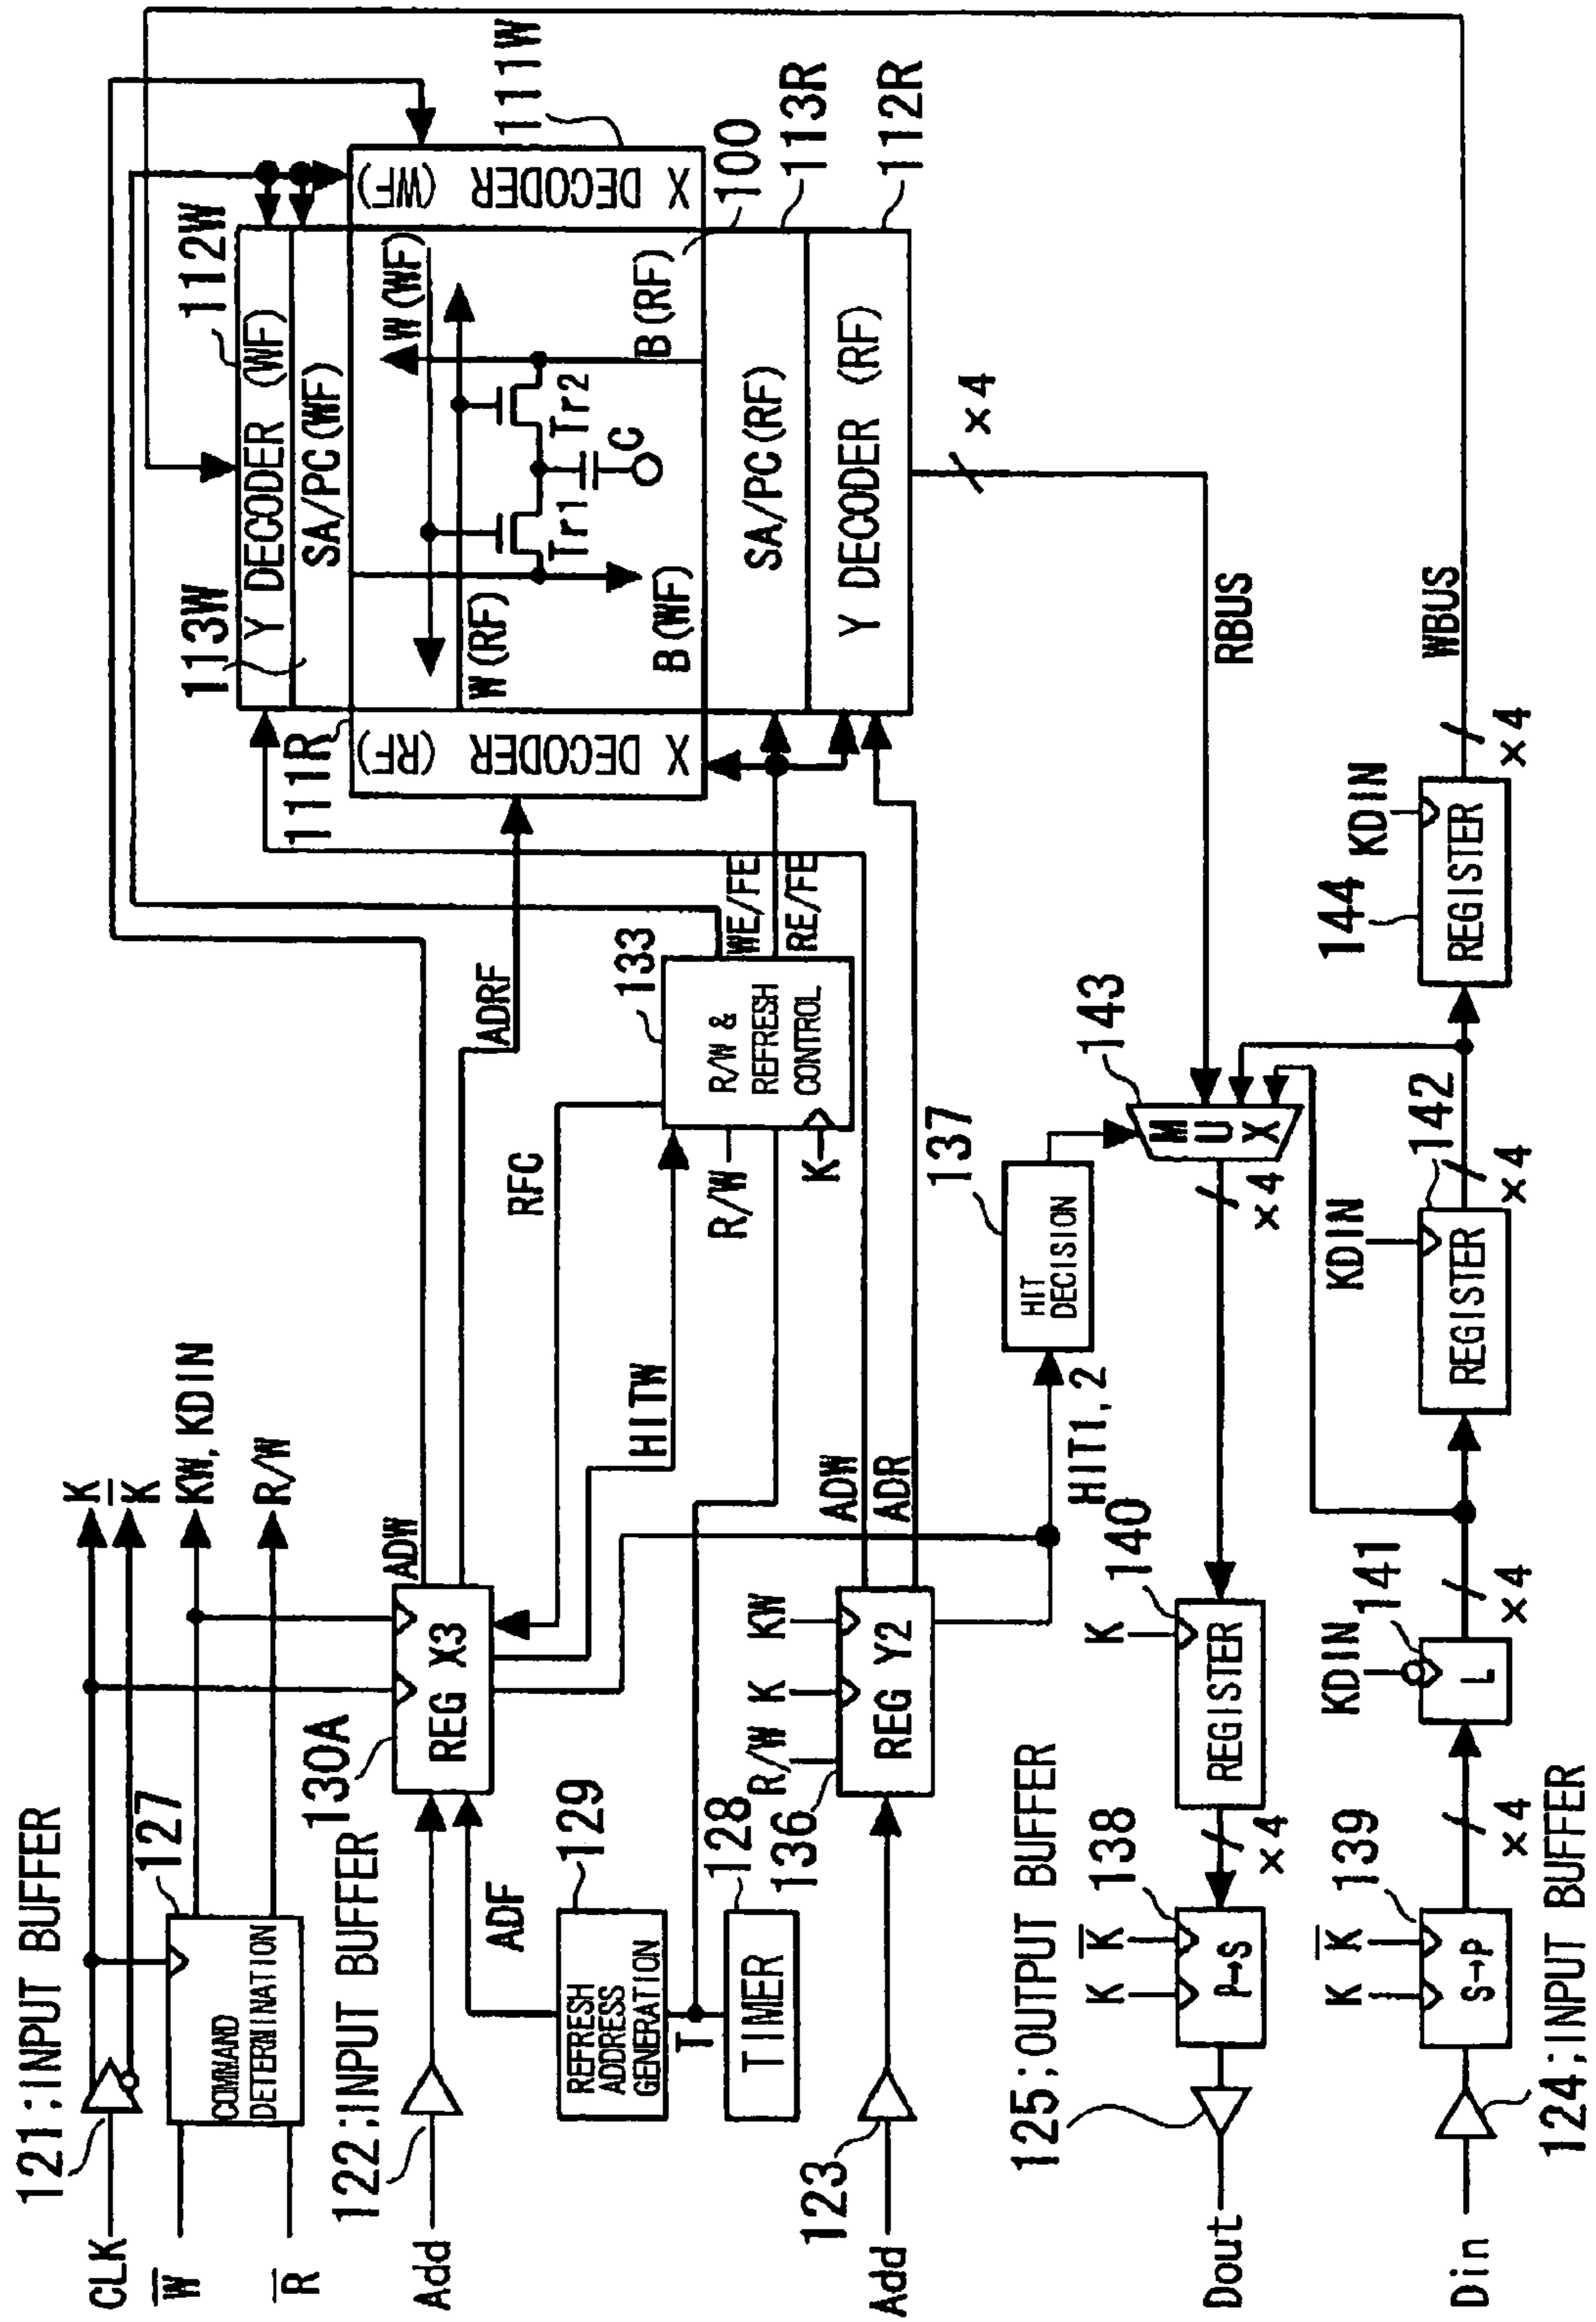 121;INPUT BUFFER
CLK
K
K
127
COMMAND
DETERMINATION
W
R
KW, KDIN
R/W
122;INPUT BUFFER
Add
130A
REG X3
ADW
ADRF
RFC
HITW
ADF
129
REFRESH
ADDRESS
GENERATION
T
128
TIMER
133
R/W &
REFRESH
CONTROL
R/W
K
WE/FE
RE/FE
123
Add
136
R/W
K
KW
REG Y2
ADW
ADR
HIT1, 2
137
HIT
DECISION
112W
113W
Y DECODER (WF)
SA/PC(WF)
111R
X DECODER (RF)
111W
X DECODER (WF)
W(WF)
W(RF)
Tr1
Tr2
C
B(WF)
B(RF)
100
113R
SA/PC(RF)
112R
Y DECODER (RF)
×4
RBUS
143
MUX
×4
140
K
REGISTER
×4
138
K
K
P→S
125;OUTPUT BUFFER
Dout
Din
124;INPUT BUFFER
139
K
K
S→P
×4
KDIN
141
L
×4
KDIN
142
REGISTER
×4
KDIN
144
REGISTER
×4
WBUS